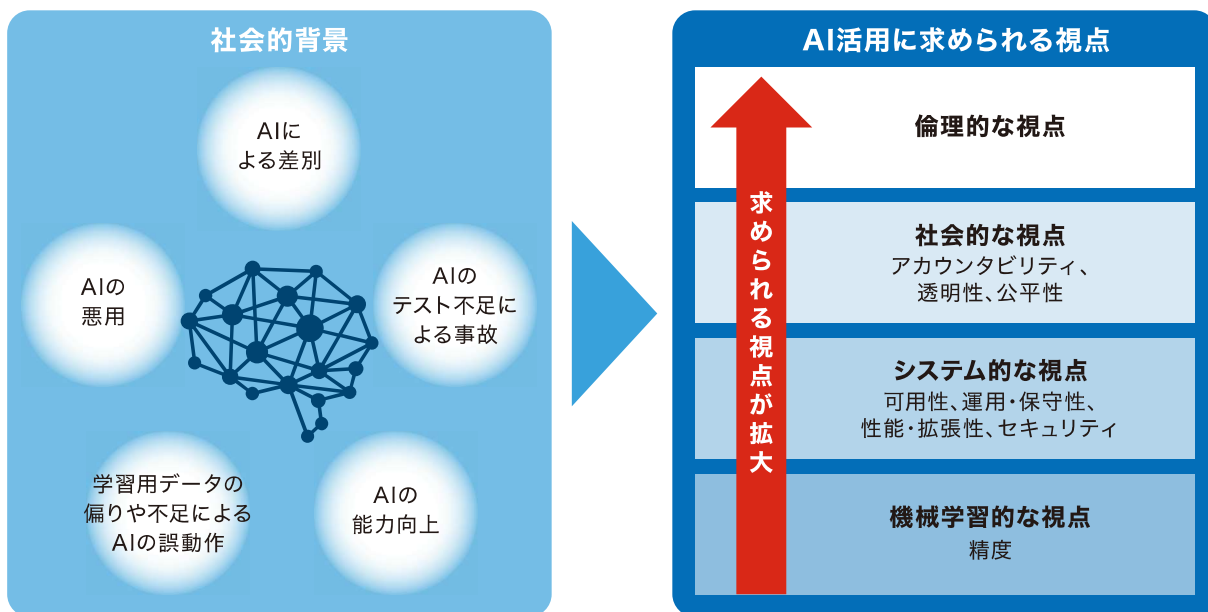 社会的背景
AIに
よる差別
AIの
悪用
AIの
テスト不足に
よる事故
学習用データの
偏りや不足による
AIの誤動作
AIの
能力向上
AI活用に求められる視点
求められる視点が拡大
倫理的な視点
社会的な視点
アカウンタビリティ、
透明性、公平性
システム的な視点
可用性、運用・保守性、
性能・拡張性、セキュリティ
機械学習的な視点
精度